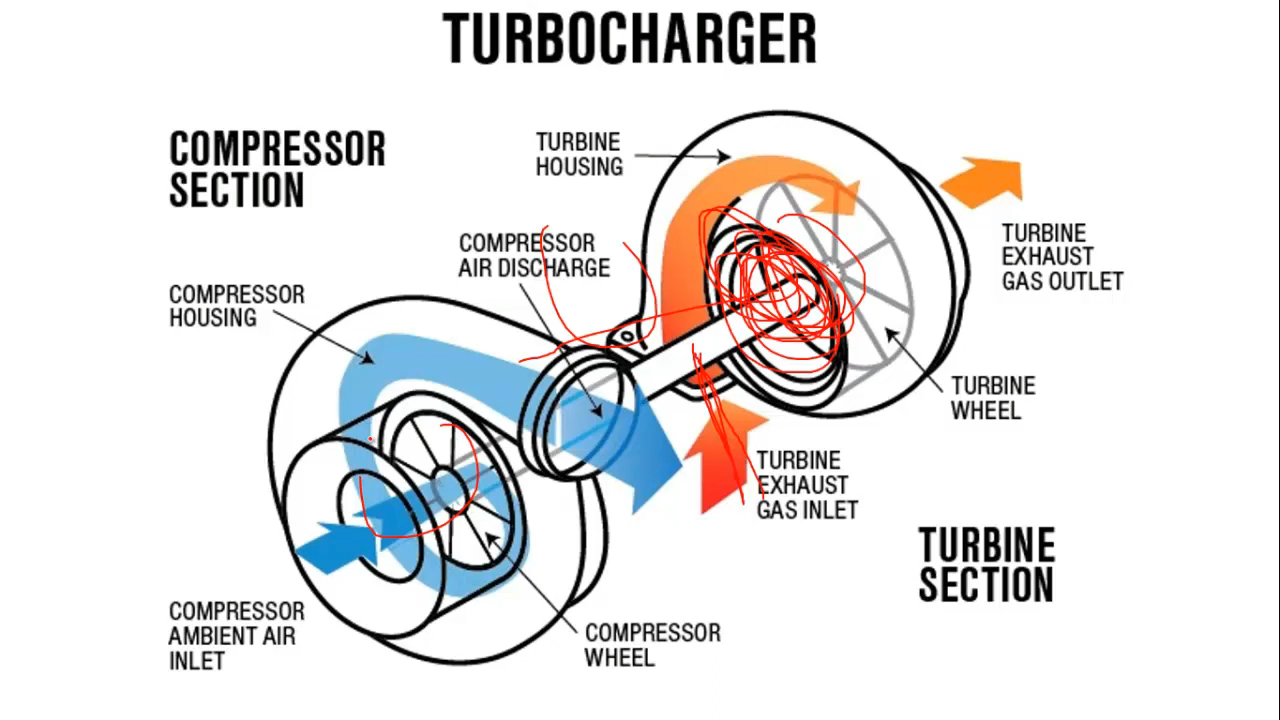 TURBOCHARGER
COMPRESSOR
SECTION
TURBINE
HOUSING
COMPRESSOR
AIR DISCHARGE
COMPRESSOR
HOUSING
TURBINE
EXHAUST
GAS OUTLET
TURBINE
WHEEL
TURBINE
EXHAUST
GAS INLET
TURBINE
SECTION
COMPRESSOR
AMBIENT AIR
INLET
COMPRESSOR
WHEEL